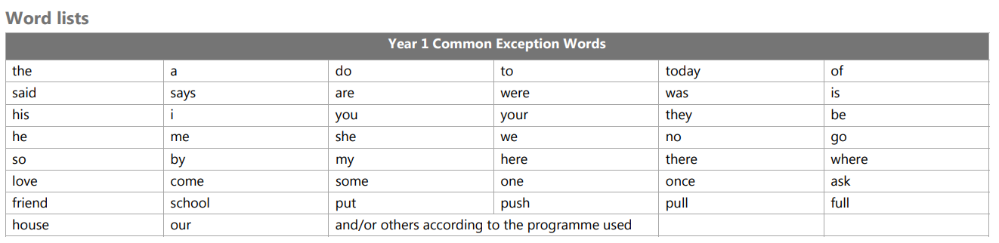 Word lists
Year 1 Common Exception Words
the a do to today of
said says are were was is
his i you your they be
he me she we no go
so by my here there where
love come some one once ask
friend school put push pull full
house our and/or others according to the programme used